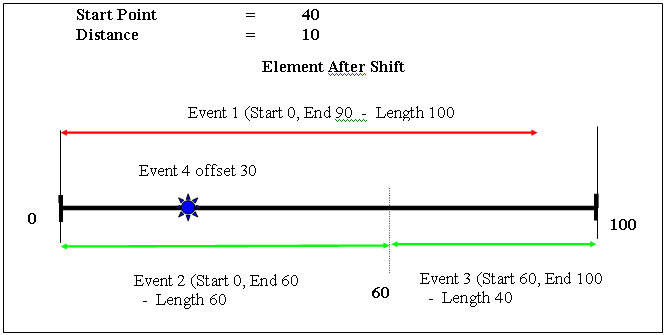 Start Point = 40
Distance = 10
Element After Shift
Event 1 (Start 0, End 90 - Length 100
Event 4 offset 30
0
100
Event 2 (Start 0, End 60
- Length 60
60
Event 3 (Start 60, End 100
- Length 40